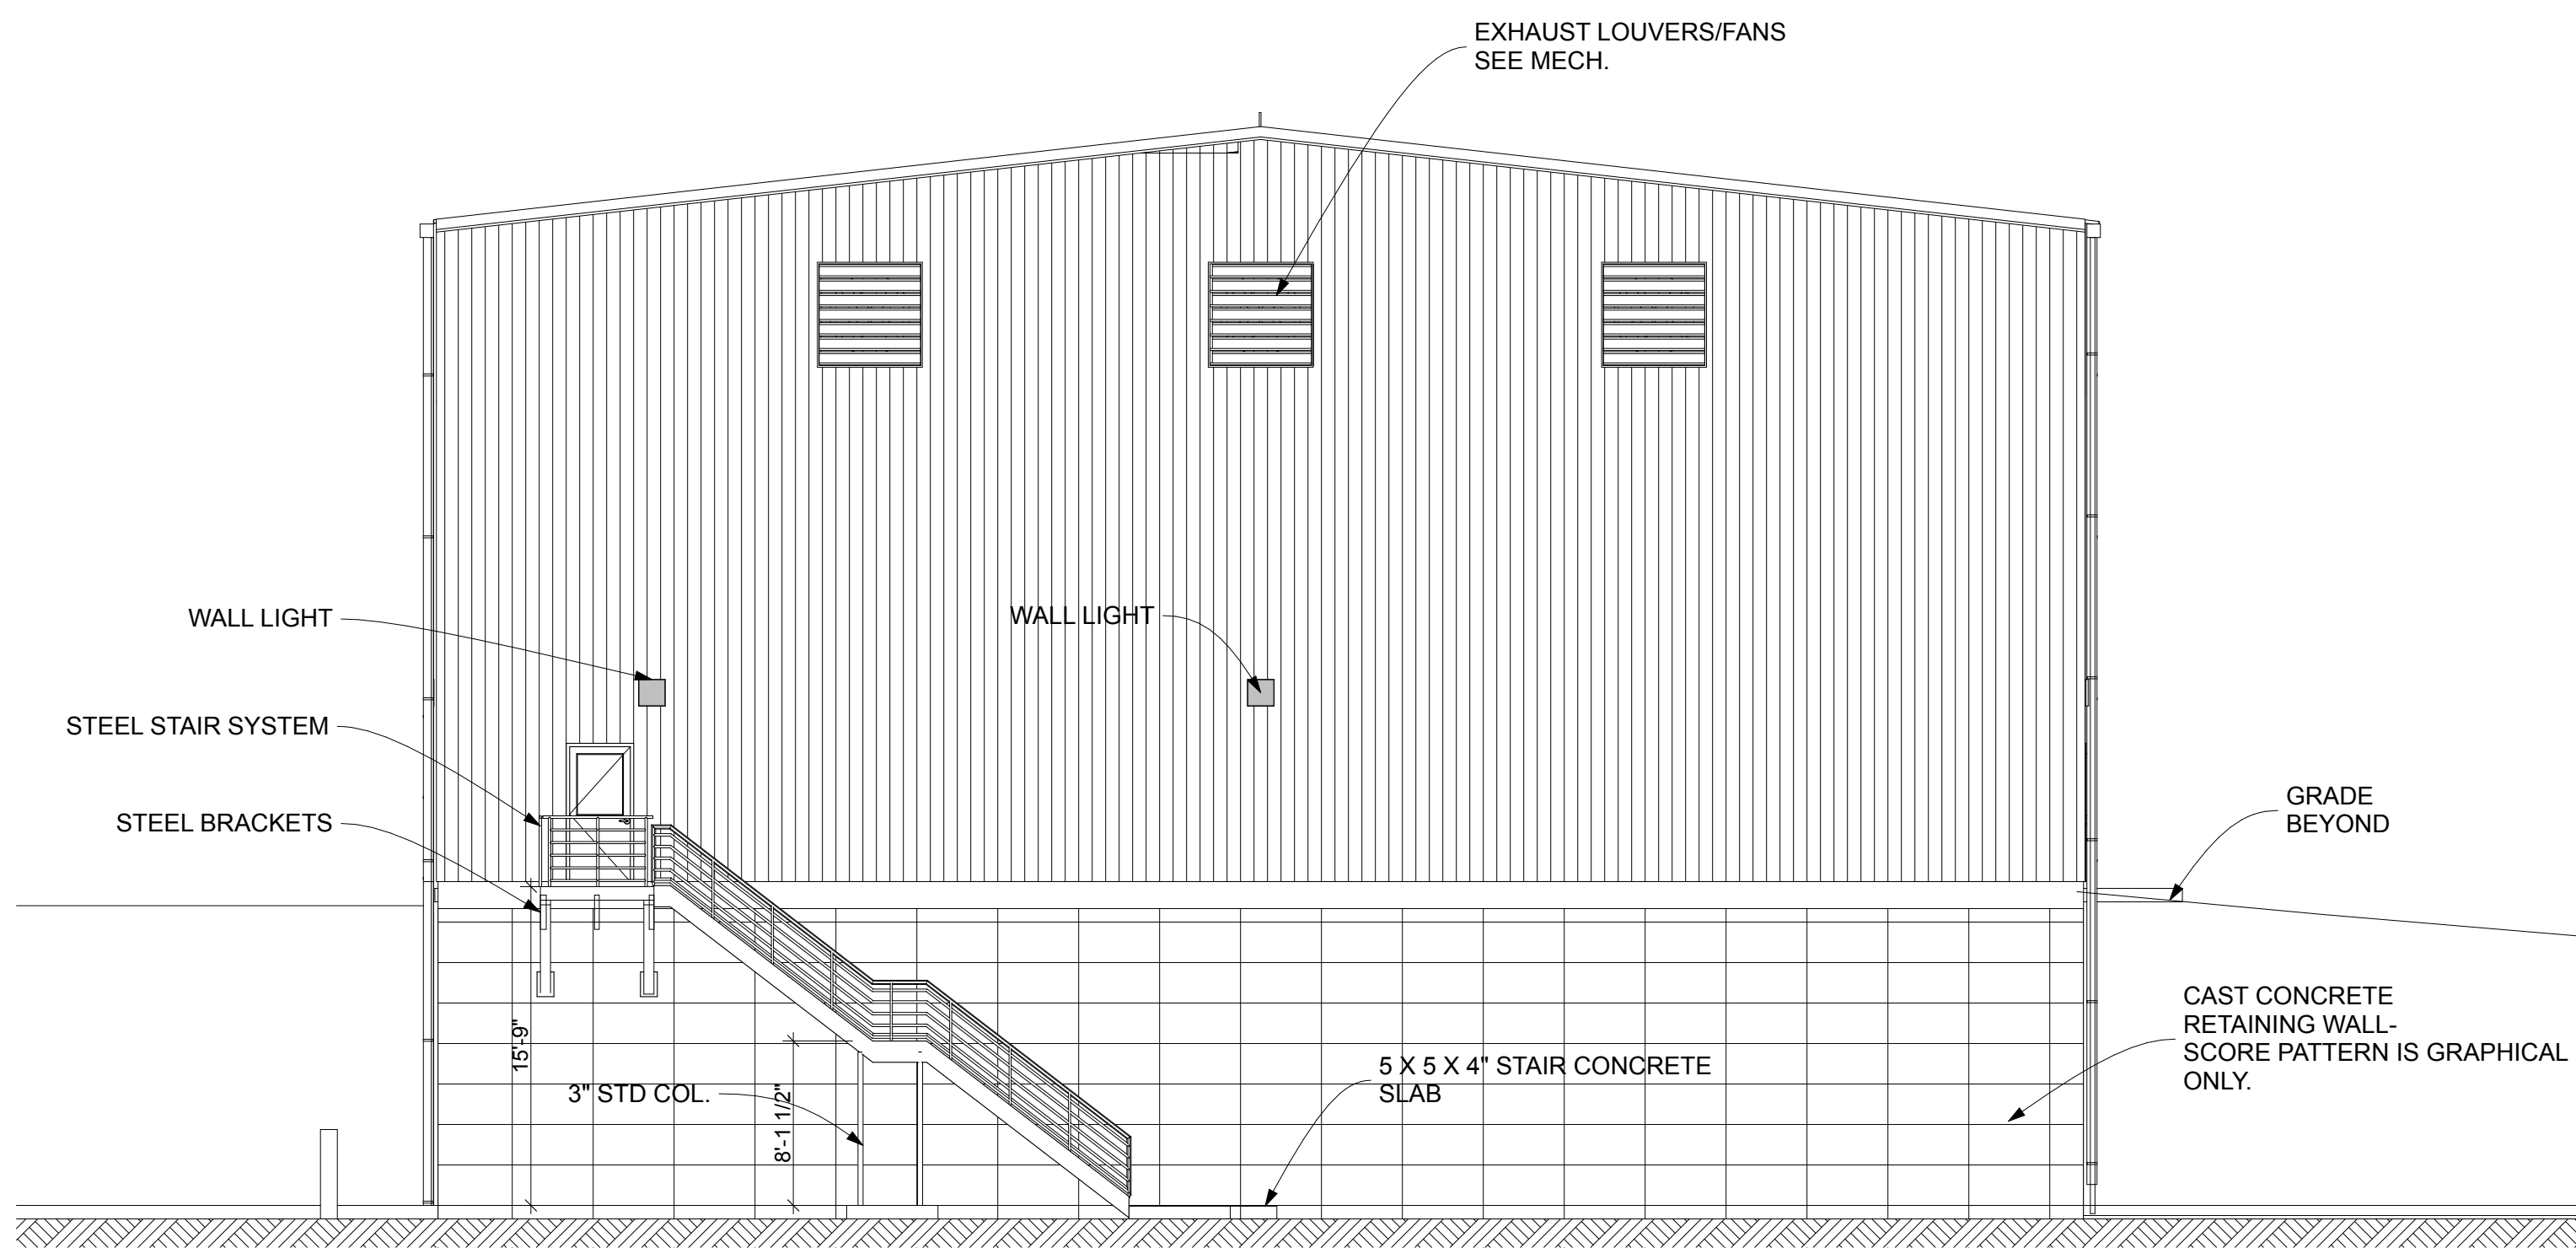 EXHAUST LOUVERS/FANS
SEE MECH.
WALL LIGHT
WALL LIGHT
STEEL STAIR SYSTEM
STEEL BRACKETS
GRADE
BEYOND
CAST CONCRETE
RETAINING WALL-
SCORE PATTERN IS GRAPHICAL
ONLY.
15'-9"
3" STD COL.
8'-1 1/2"
5 X 5 X 4" STAIR CONCRETE
SLAB